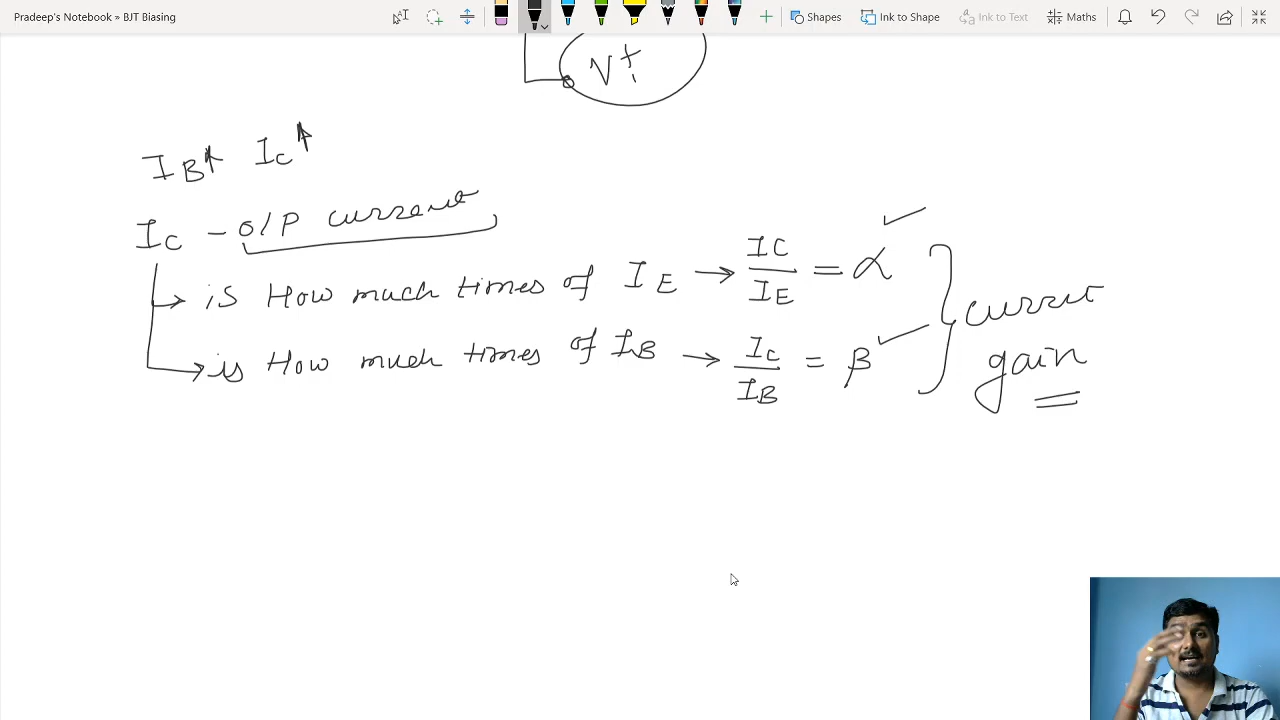 Pradeep's Notebook » BJT Biasing
Shapes
Ink to Shape
Ink to Text
Maths
V+
IB↑ IC↑
IC - O/P current
→ is How much times of IE → IC/IE = α ✓
→ is How much times of IB → IC/IB = β ✓
current
gain